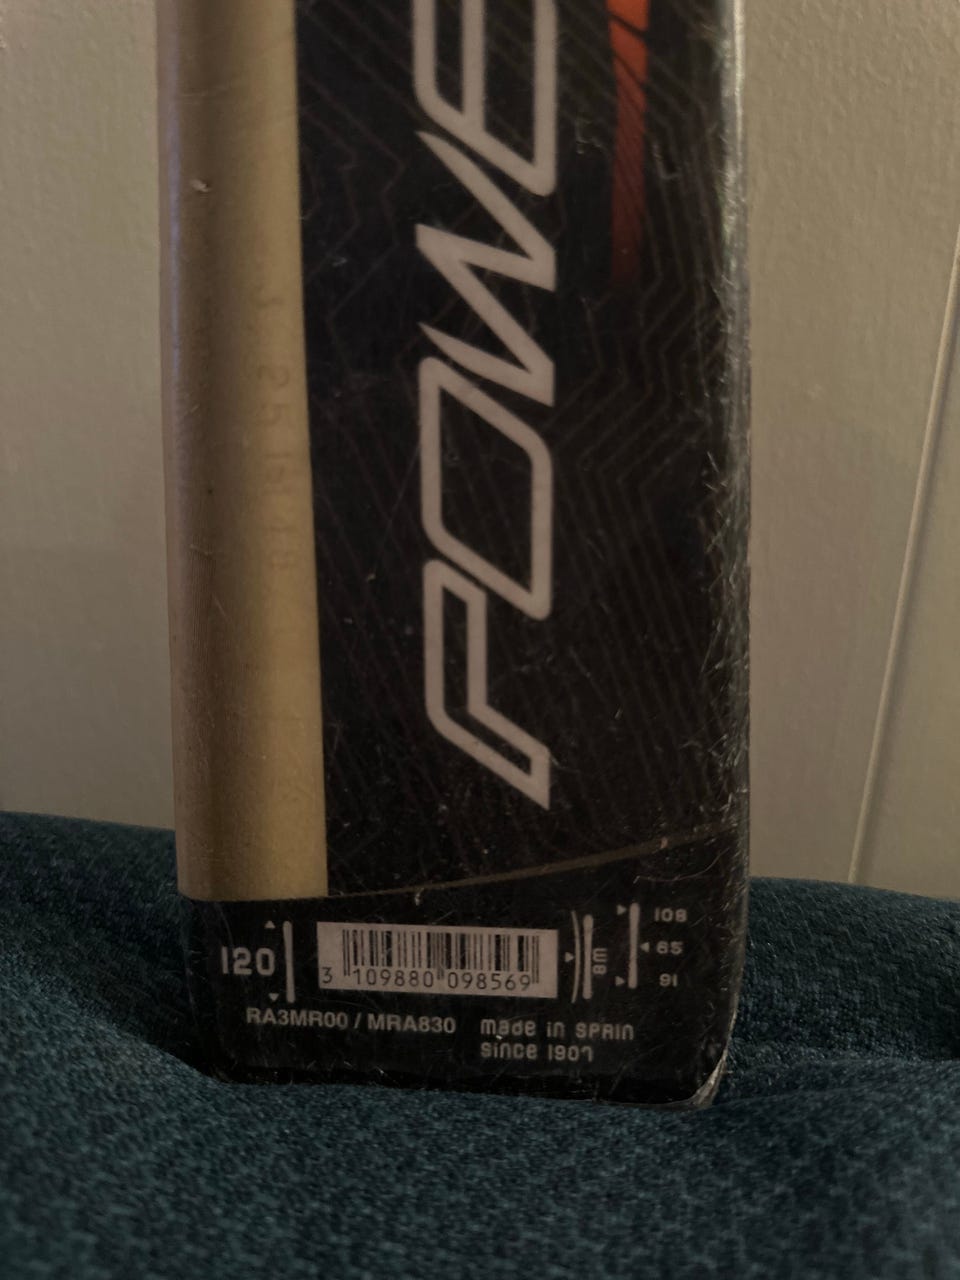 POWE
120
3 109880 098569
8m
108
65
91
RA3MR00 / MRA830
made in SPAIN
since 1907